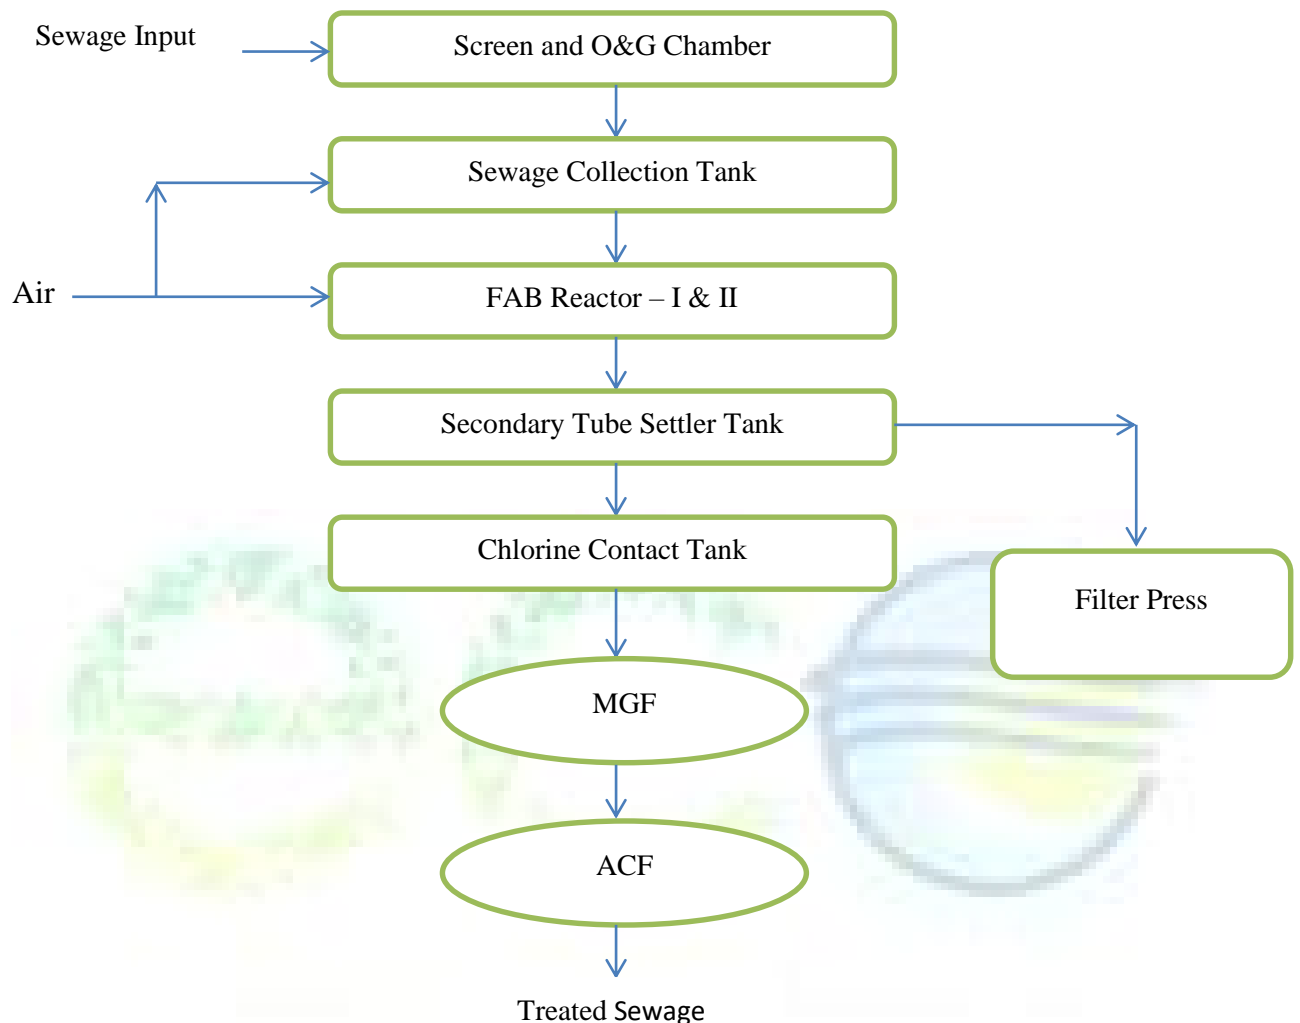 Sewage Input
Screen and O&G Chamber
Sewage Collection Tank
Air
FAB Reactor – I & II
Secondary Tube Settler Tank
Chlorine Contact Tank
Filter Press
MGF
ACF
Treated Sewage